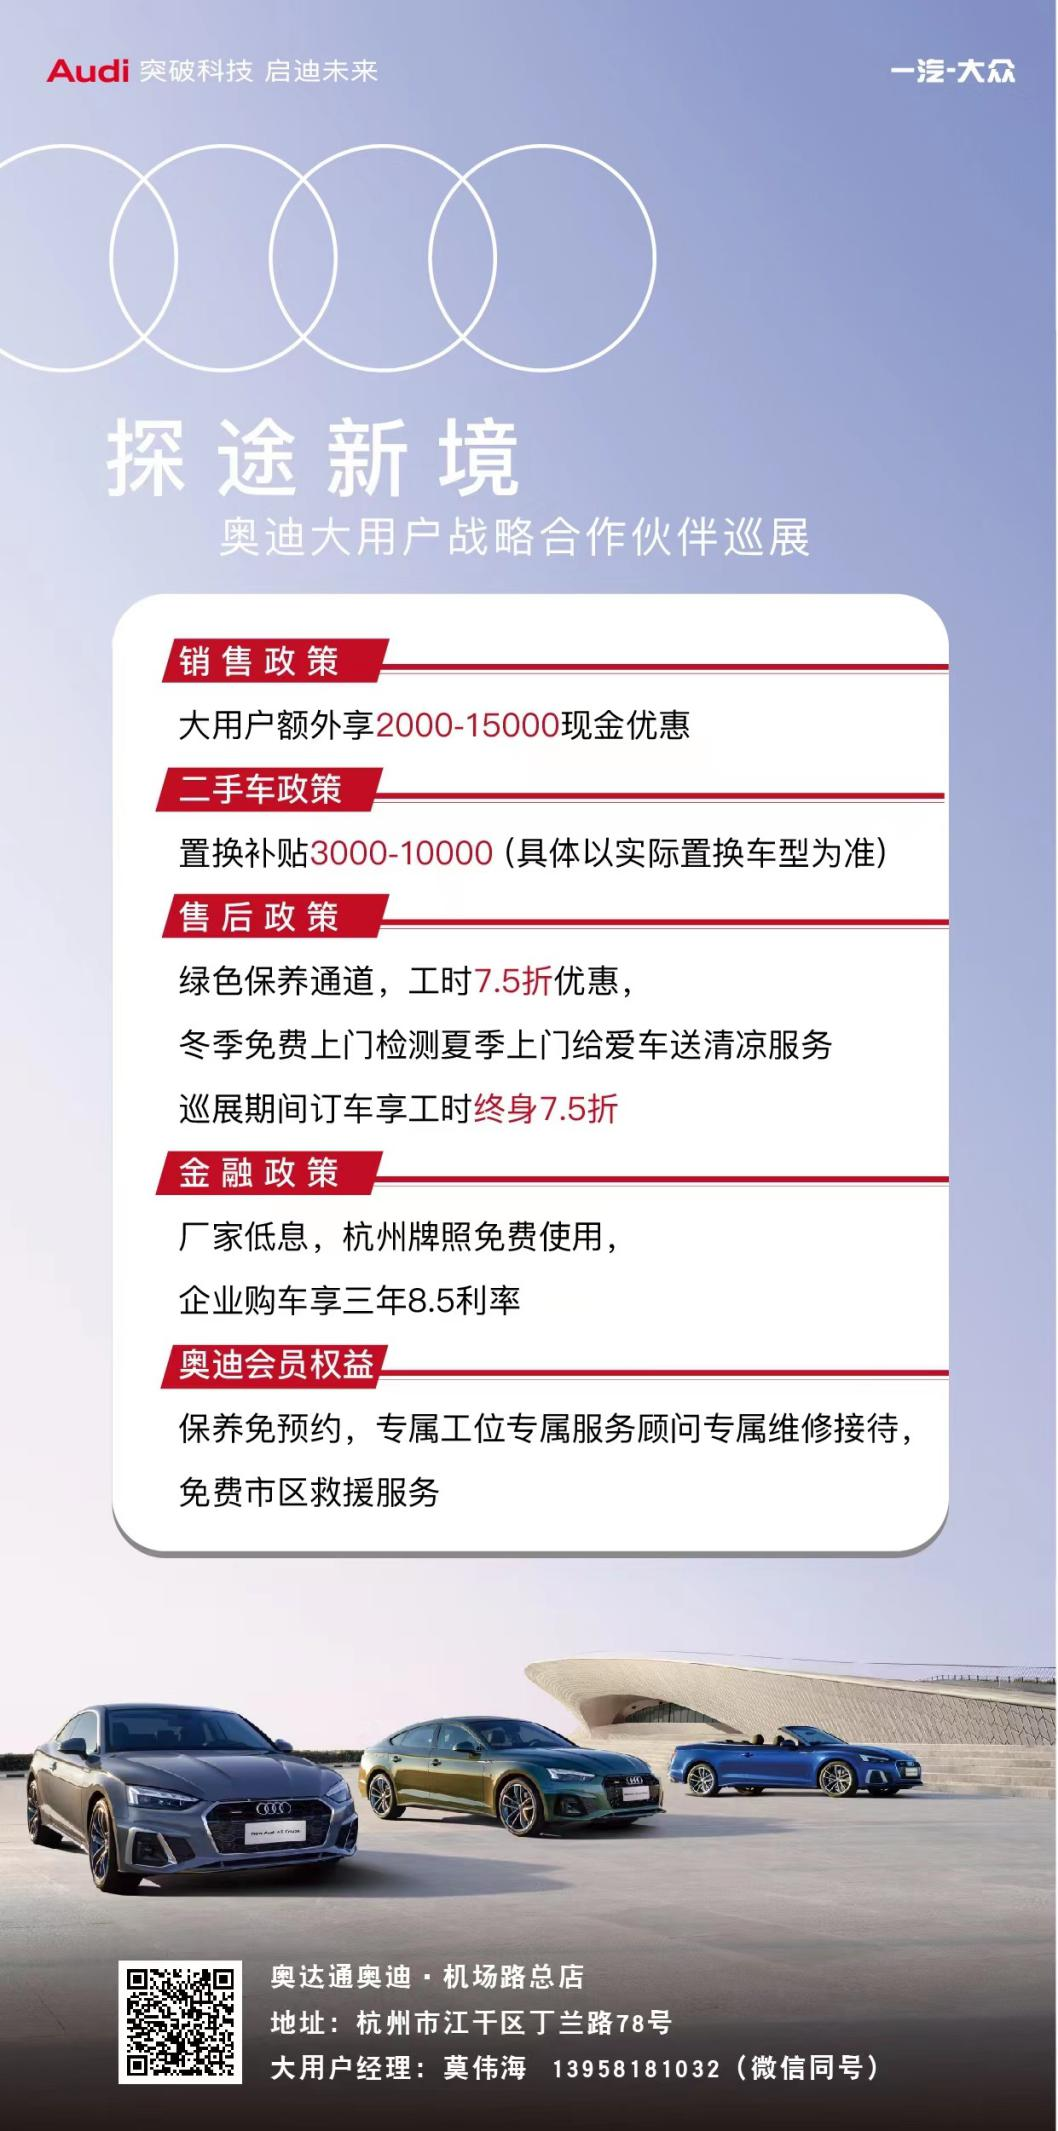 Audi 突破科技 启迪未来
一汽-大众
探途新境
奥迪大用户战略合作伙伴巡展
销售政策
大用户额外享2000-15000现金优惠
二手车政策
置换补贴3000-10000（具体以实际置换车型为准）
售后政策
绿色保养通道，工时7.5折优惠，
冬季免费上门检测夏季上门给爱车送清凉服务
巡展期间订车享工时终身7.5折
金融政策
厂家低息，杭州牌照免费使用，
企业购车享三年8.5利率
奥迪会员权益
保养免预约，专属工位专属服务顾问专属维修接待，
免费市区救援服务
New Audi A5 Coupé
奥达通奥迪·机场路总店
地址：杭州市江干区丁兰路78号
大用户经理：莫伟海 13958181032（微信同号）